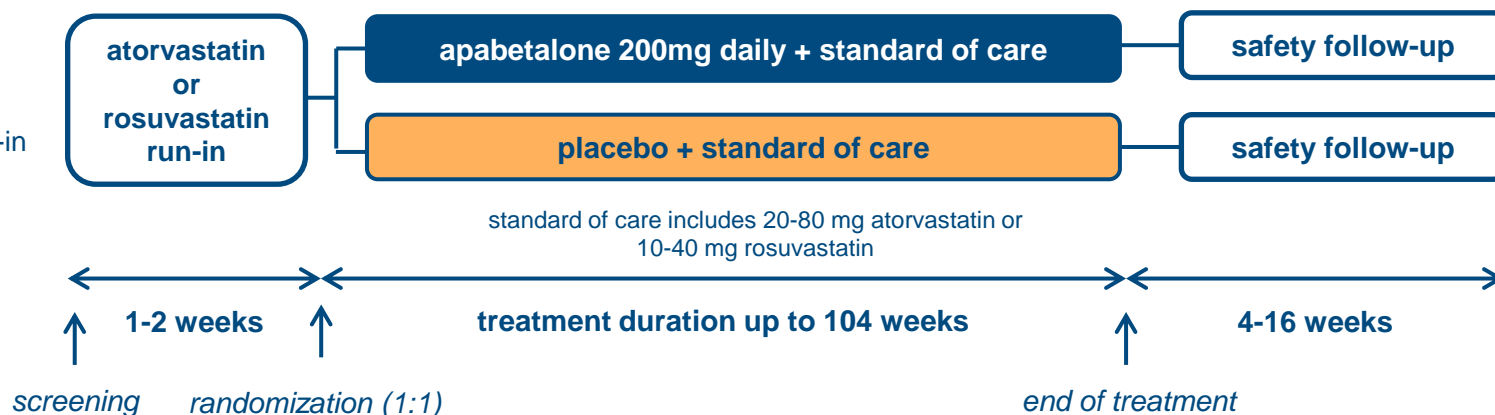 atorvastatin
or
rosuvastatin
run-in
-in
apabetalone 200mg daily + standard of care
safety follow-up
placebo + standard of care
safety follow-up
standard of care includes 20-80 mg atorvastatin or
10-40 mg rosuvastatin
1-2 weeks
treatment duration up to 104 weeks
4-16 weeks
screening
randomization (1:1)
end of treatment